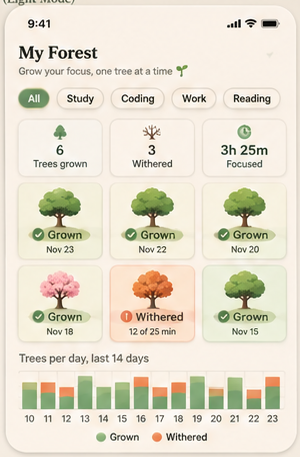 (Light Mode)
9:41
My Forest
Grow your focus, one tree at a time
All Study Coding Work Reading
6 3 3h 25m
Trees grown Withered Focused
Grown Grown Grown
Nov 23 Nov 22 Nov 20
Grown Withered Grown
Nov 18 12 of 25 min Nov 15
Trees per day, last 14 days
10 11 12 13 14 15 16 17 18 19 20 21 22 23
Grown Withered